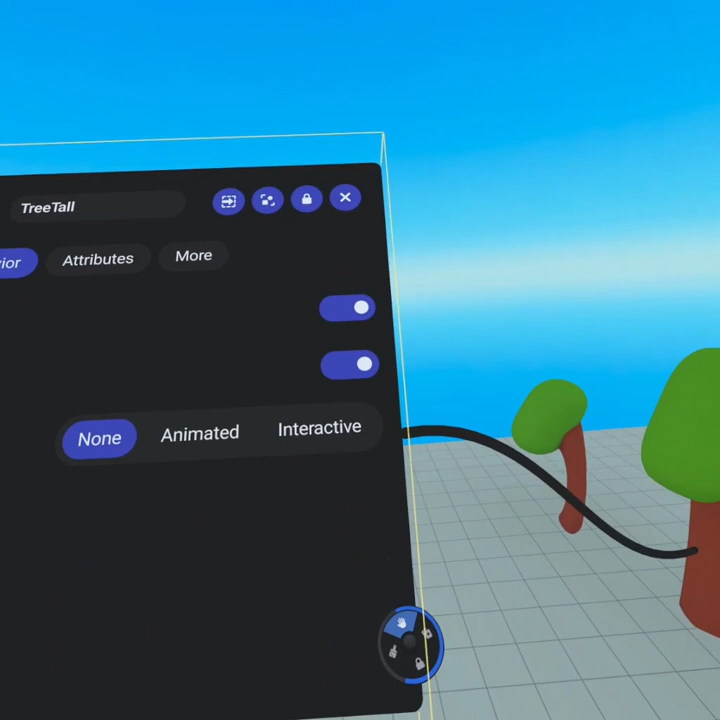 TreeTall
ior
Attributes
More
None
Animated
Interactive